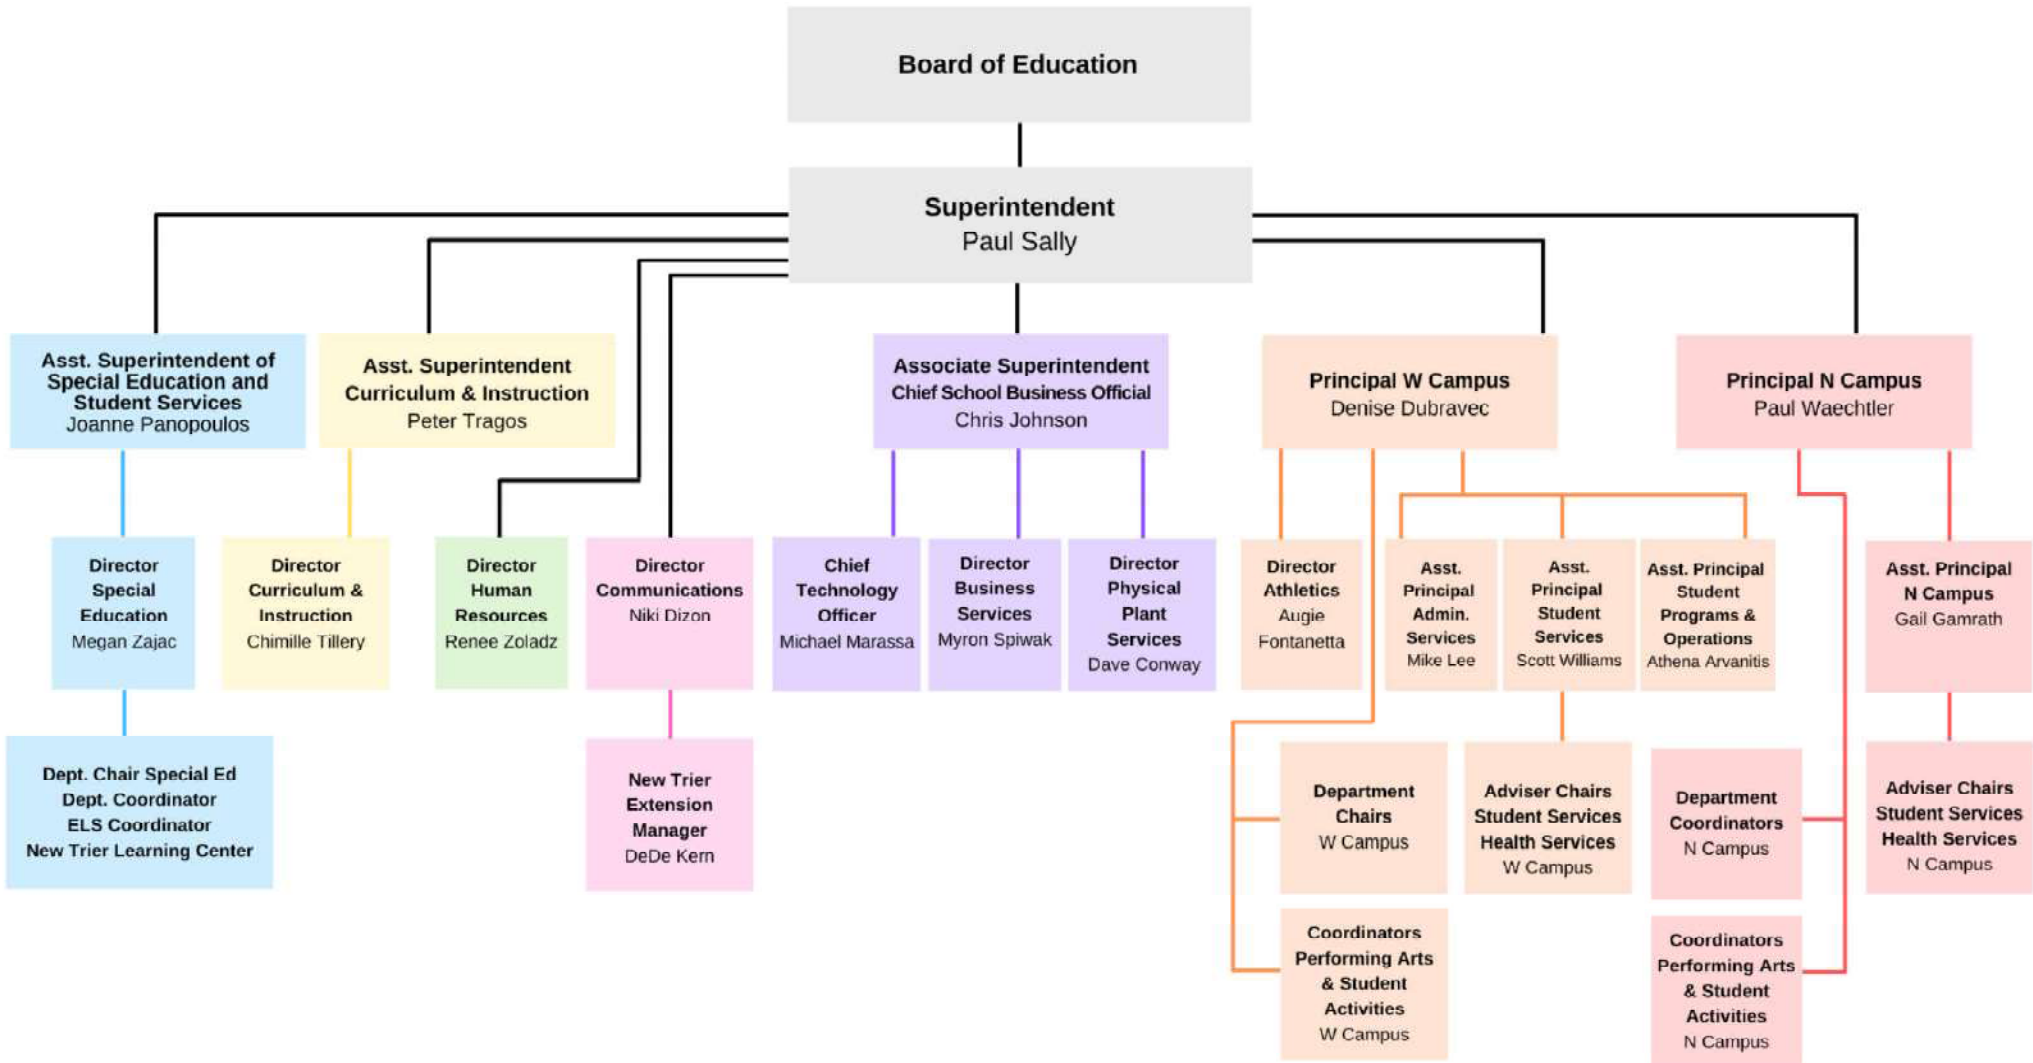 Board of Education
Superintendent
Paul Sally
Asst. Superintendent of
Special Education and
Student Services
Joanne Panopoulos
Asst. Superintendent
Curriculum & Instruction
Peter Tragos
Associate Superintendent
Chief School Business Official
Chris Johnson
Principal W Campus
Denise Dubravec
Principal N Campus
Paul Waechtler
Director
Special
Education
Megan Zajac
Director
Curriculum &
Instruction
Chimille Tillery
Director
Human
Resources
Renee Zoladz
Director
Communications
Niki Dizon
Chief
Technology
Officer
Michael Marassa
Director
Business
Services
Myron Spiwak
Director
Physical
Plant
Services
Dave Conway
Director
Athletics
Augie
Fontanetta
Asst.
Principal
Admin.
Services
Mike Lee
Asst.
Principal
Student
Services
Scott Williams
Asst. Principal
Student
Programs &
Operations
Athena Arvanitis
Asst. Principal
N Campus
Gail Gamrath
Dept. Chair Special Ed
Dept. Coordinator
ELS Coordinator
New Trier Learning Center
New Trier
Extension
Manager
DeDe Kern
Department
Chairs
W Campus
Adviser Chairs
Student Services
Health Services
W Campus
Department
Coordinators
N Campus
Adviser Chairs
Student Services
Health Services
N Campus
Coordinators
Performing Arts
& Student
Activities
W Campus
Coordinators
Performing Arts
& Student
Activities
N Campus